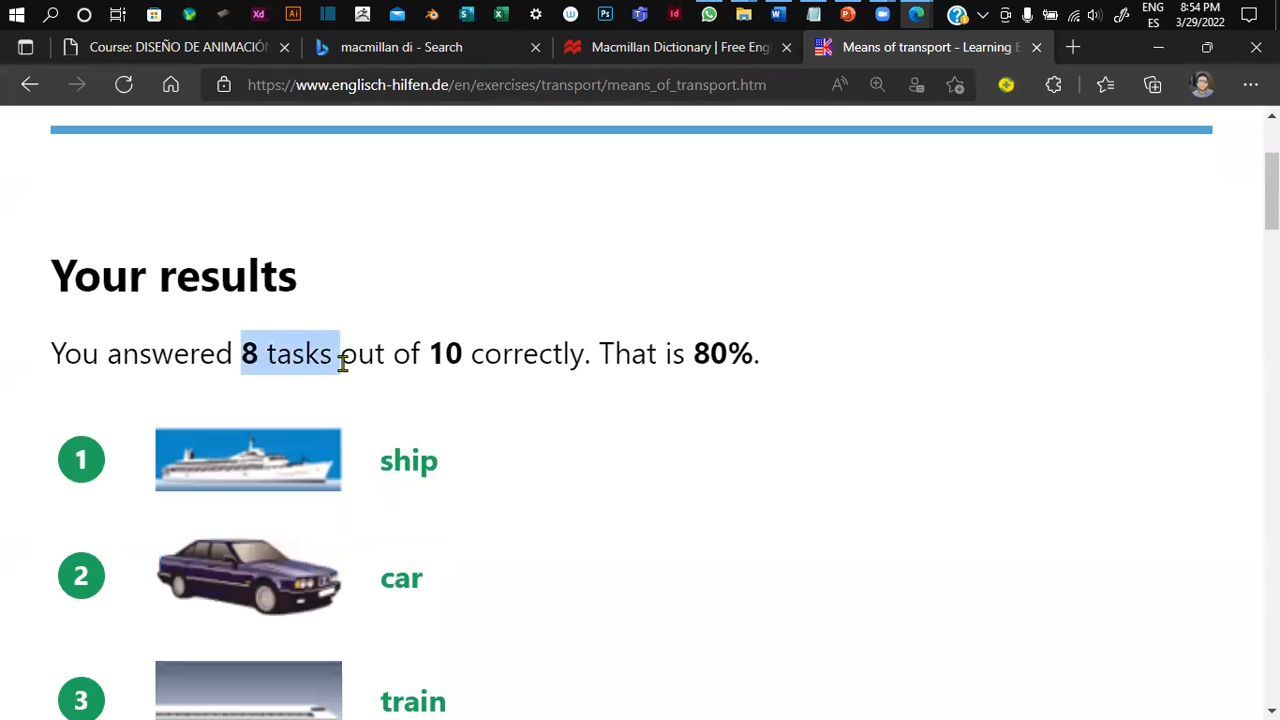 ENG
ES
8:54 PM
3/29/2022
Course: DISEÑO DE ANIMACIÓN
macmillan di - Search
Macmillan Dictionary | Free Eng
Means of transport - Learning E
https://www.englisch-hilfen.de/en/exercises/transport/means_of_transport.htm
Your results
You answered 8 tasks out of 10 correctly. That is 80%.
1 ship
2 car
3 train